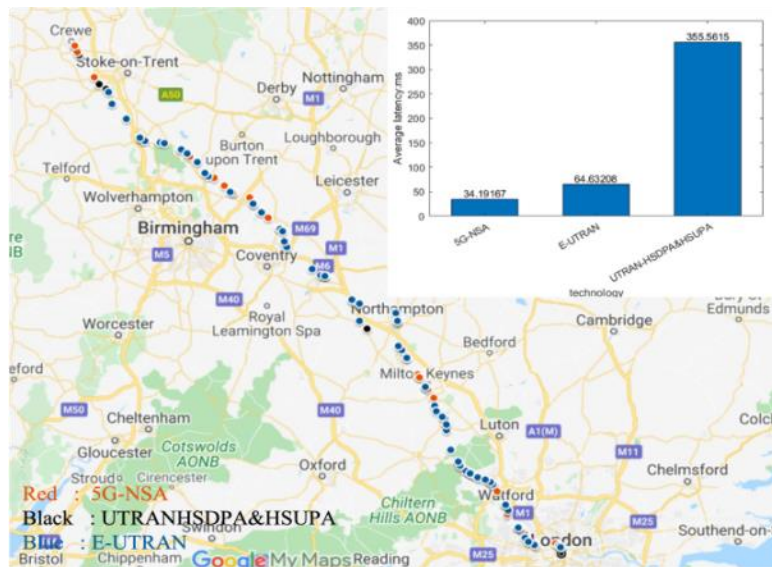 Crewe
Stoke-on-Trent
A50
Derby
Nottingham
M1
Burton
upon Trent
Loughborough
Telford
Leicester
Wolverhampton
Birmingham
M69
M5
M1
M6
Coventry
M40
Royal
Leamington Spa
Northampton
Worcester
Bedford
Cambridge
Edmunds
eford
Milton Keynes
M50
Cheltenham
M40
Gloucester
Cotswolds
AONB
Luton
A1(M)
M11
Colc
Stroud
Cirencester
Oxford
Chelmsford
Chiltern
Hills AONB
Watford
M1
M25
Swindon
London
Southend-on
Bristol
Chippenham
Google My Maps
Reading
M25
Red : 5G-NSA
Black : UTRANHSDPA&HSUPA
Blue : E-UTRAN
400
350
300
250
200
150
100
50
0
Average latency.ms
34.19167
64.63208
355.5615
5G-NSA
E-UTRAN
UTRAN-HSDPA&HSUPA
technology